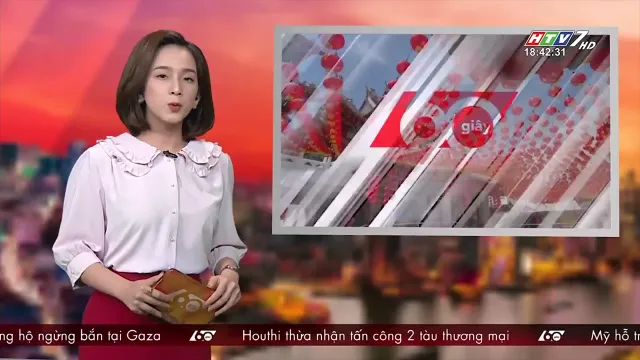 HTV7 HD
18:42:31
60 giây
ng hộ ngừng bắn tại Gaza 60 Houthi thừa nhận tấn công 2 tàu thương mại 60 Mỹ hỗ tr